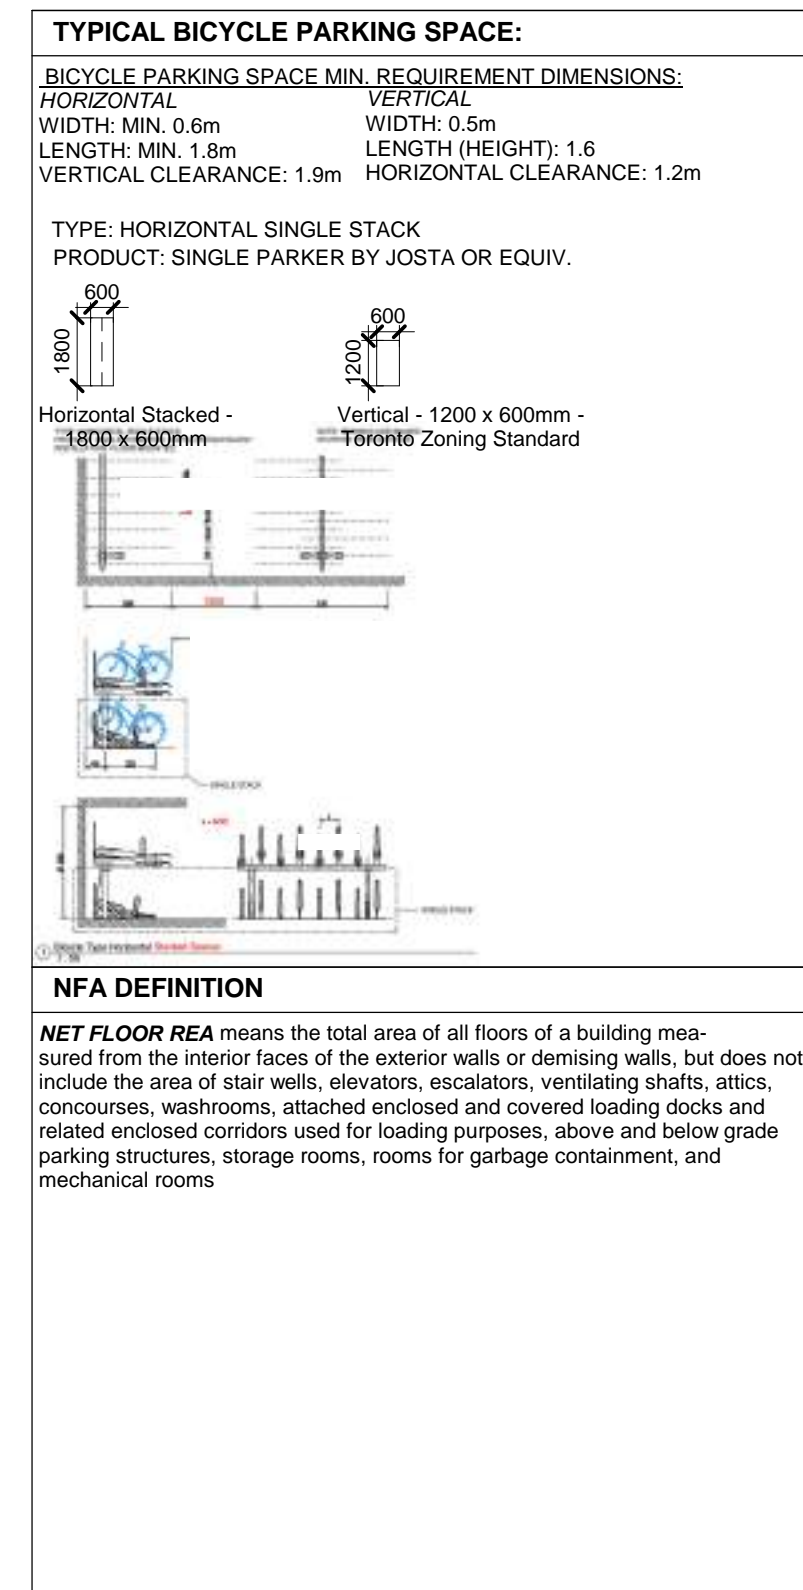 TYPICAL BICYCLE PARKING SPACE:
BICYCLE PARKING SPACE MIN. REQUIREMENT DIMENSIONS:
HORIZONTAL
WIDTH: MIN. 0.6m
LENGTH: MIN. 1.8m
VERTICAL CLEARANCE: 1.9m
VERTICAL
WIDTH: 0.5m
LENGTH (HEIGHT): 1.6
HORIZONTAL CLEARANCE: 1.2m
TYPE: HORIZONTAL SINGLE STACK
PRODUCT: SINGLE PARKER BY JOSTA OR EQUIV.
600
1800
Horizontal Stacked -
1800 x 600mm
600
1200
Vertical - 1200 x 600mm -
Toronto Zoning Standard
SINGLE STACK
SINGLE STACK
NFA DEFINITION
NET FLOOR REA means the total area of all floors of a building mea-
sured from the interior faces of the exterior walls or demising walls, but does not
include the area of stair wells, elevators, escalators, ventilating shafts, attics,
concourses, washrooms, attached enclosed and covered loading docks and
related enclosed corridors used for loading purposes, above and below grade
parking structures, storage rooms, rooms for garbage containment, and
mechanical rooms